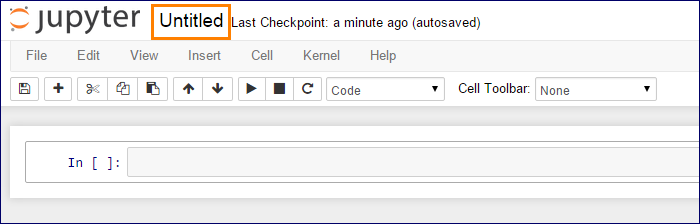 jupyter Untitled Last Checkpoint: a minute ago (autosaved)
File Edit View Insert Cell Kernel Help
Code Cell Toolbar: None
In [ ]: